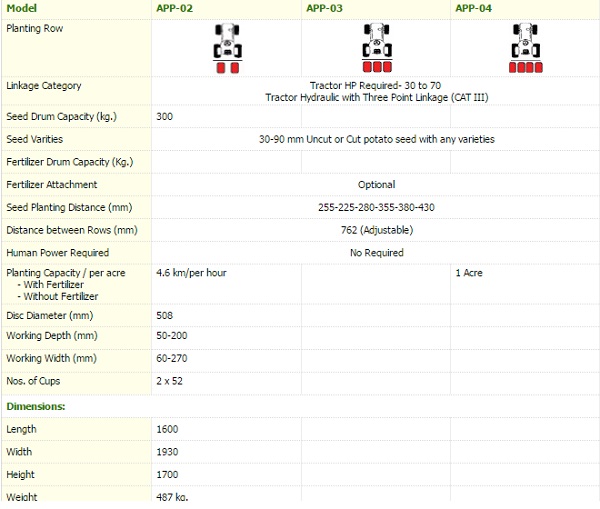 Model APP-02 APP-03 APP-04
Planting Row
Linkage Category Tractor HP Required- 30 to 70
Tractor Hydraulic with Three Point Linkage (CAT III)
Seed Drum Capacity (kg.) 300
Seed Varities 30-90 mm Uncut or Cut potato seed with any varieties
Fertilizer Drum Capacity (Kg.)
Fertilizer Attachment Optional
Seed Planting Distance (mm) 255-225-280-355-380-430
Distance between Rows (mm) 762 (Adjustable)
Human Power Required No Required
Planting Capacity / per acre 4.6 km/per hour 1 Acre
- With Fertilizer
- Without Fertilizer
Disc Diameter (mm) 508
Working Depth (mm) 50-200
Working Width (mm) 60-270
Nos. of Cups 2 x 52
Dimensions:
Length 1600
Width 1930
Height 1700
Weight 487 kg.